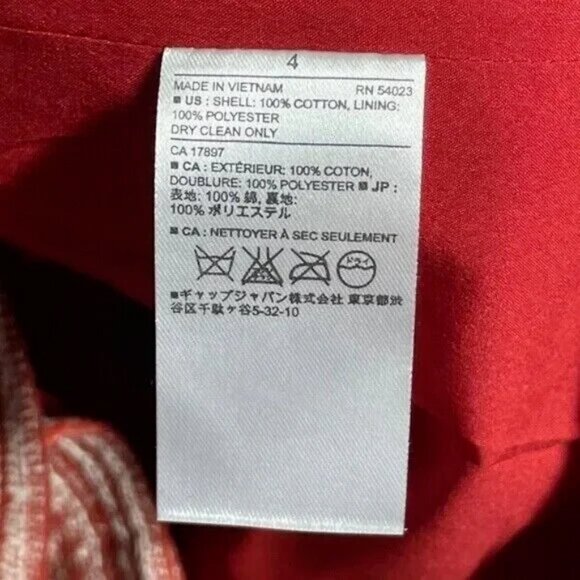 4
MADE IN VIETNAM RN 54023
■ US : SHELL: 100% COTTON, LINING:
100% POLYESTER
DRY CLEAN ONLY
CA 17897
■ CA : EXTÉRIEUR: 100% COTON,
DOUBLURE: 100% POLYESTER ■ JP :
表地: 100% 綿, 裏地:
100% ポリエステル
■ CA : NETTOYER À SEC SEULEMENT
ドライ
■ギャップジャパン株式会社 東京都渋
谷区千駄ヶ谷5-32-10